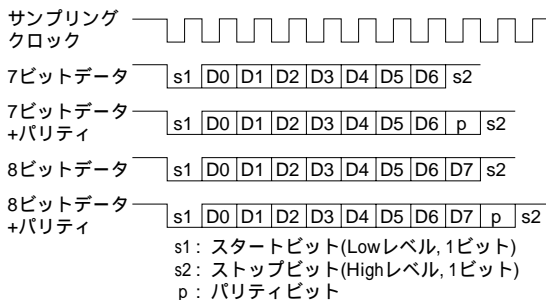 サンプリング
クロック
7ビットデータ s1 D0 D1 D2 D3 D4 D5 D6 s2
7ビットデータ
+パリティ s1 D0 D1 D2 D3 D4 D5 D6 p s2
8ビットデータ s1 D0 D1 D2 D3 D4 D5 D6 D7 s2
8ビットデータ
+パリティ s1 D0 D1 D2 D3 D4 D5 D6 D7 p s2
s1 : スタートビット(Lowレベル, 1ビット)
s2 : ストップビット(Highレベル, 1ビット)
p : パリティビット